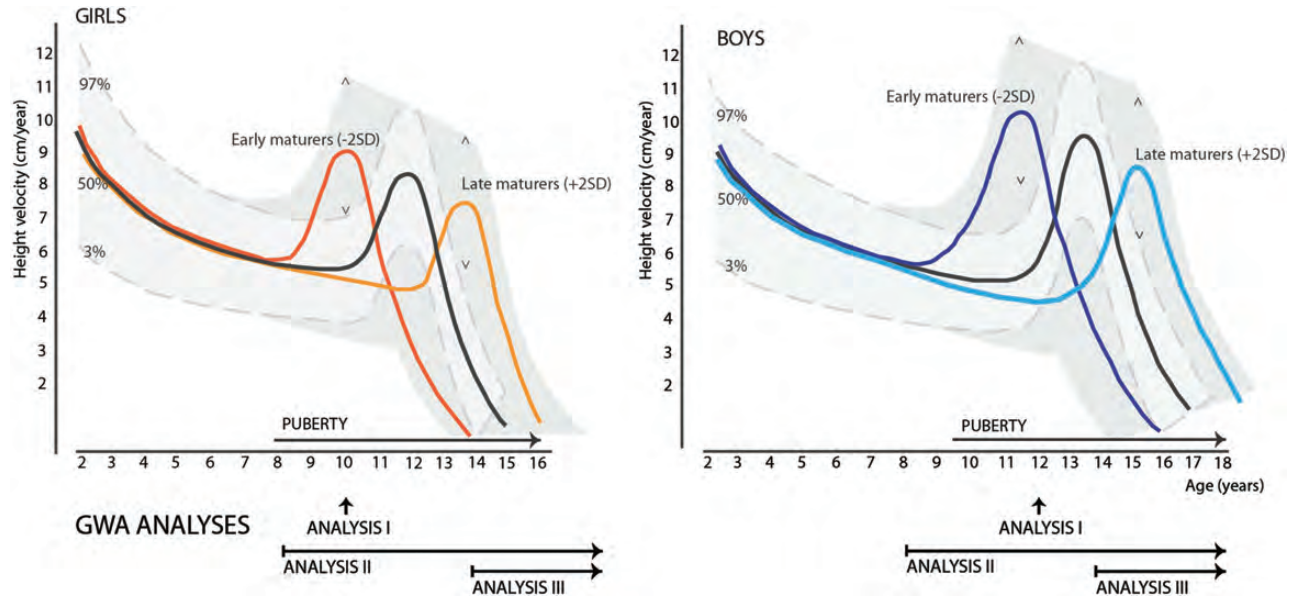 GIRLS
Height velocity (cm/year)
12
11
10
9
8
7
6
5
4
3
2
97%
50%
3%
Early maturers (-2SD)
Late maturers (+2SD)
PUBERTY
2 3 4 5 6 7 8 9 10 11 12 13 14 15 16
BOYS
Height velocity (cm/year)
12
11
10
9
8
7
6
5
4
3
2
97%
50%
3%
Early maturers (-2SD)
Late maturers (+2SD)
PUBERTY
2 3 4 5 6 7 8 9 10 11 12 13 14 15 16 17 18
Age (years)
GWA ANALYSES
ANALYSIS I
ANALYSIS II
ANALYSIS III
ANALYSIS I
ANALYSIS II
ANALYSIS III